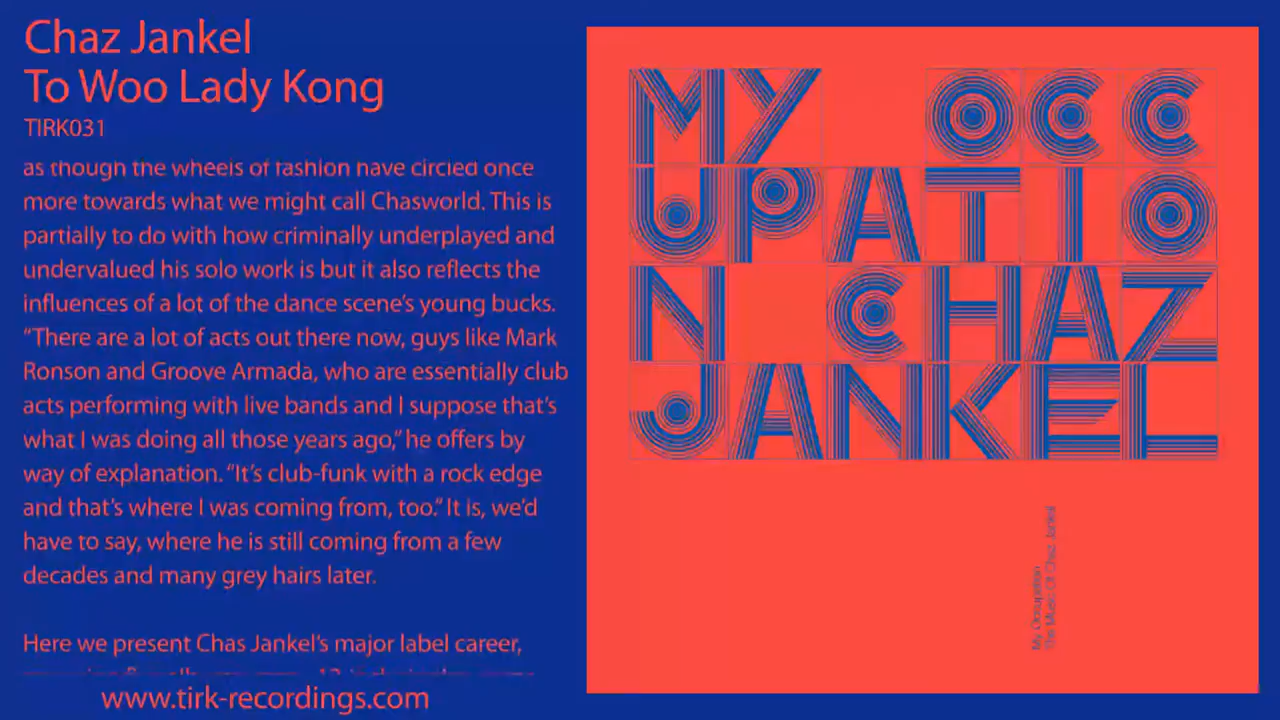 Chaz Jankel
To Woo Lady Kong
TIRK031
as though the wheels of fashion have circled once
more towards what we might call Chasworld. This is
partially to do with how criminally underplayed and
undervalued his solo work is but it also reflects the
influences of a lot of the dance scene's young bucks.
"There are a lot of acts out there now, guys like Mark
Ronson and Groove Armada, who are essentially club
acts performing with live bands and I suppose that's
what I was doing all those years ago," he offers by
way of explanation. "It's club-funk with a rock edge
and that's where I was coming from, too." It is, we'd
have to say, where he is still coming from a few
decades and many grey hairs later.
Here we present Chas Jankel's major label career,
www.tirk-recordings.com
MY OCC
UPATIO
N CHAZ
JANKEL
My Occupation
The Music Of Chaz Jankel